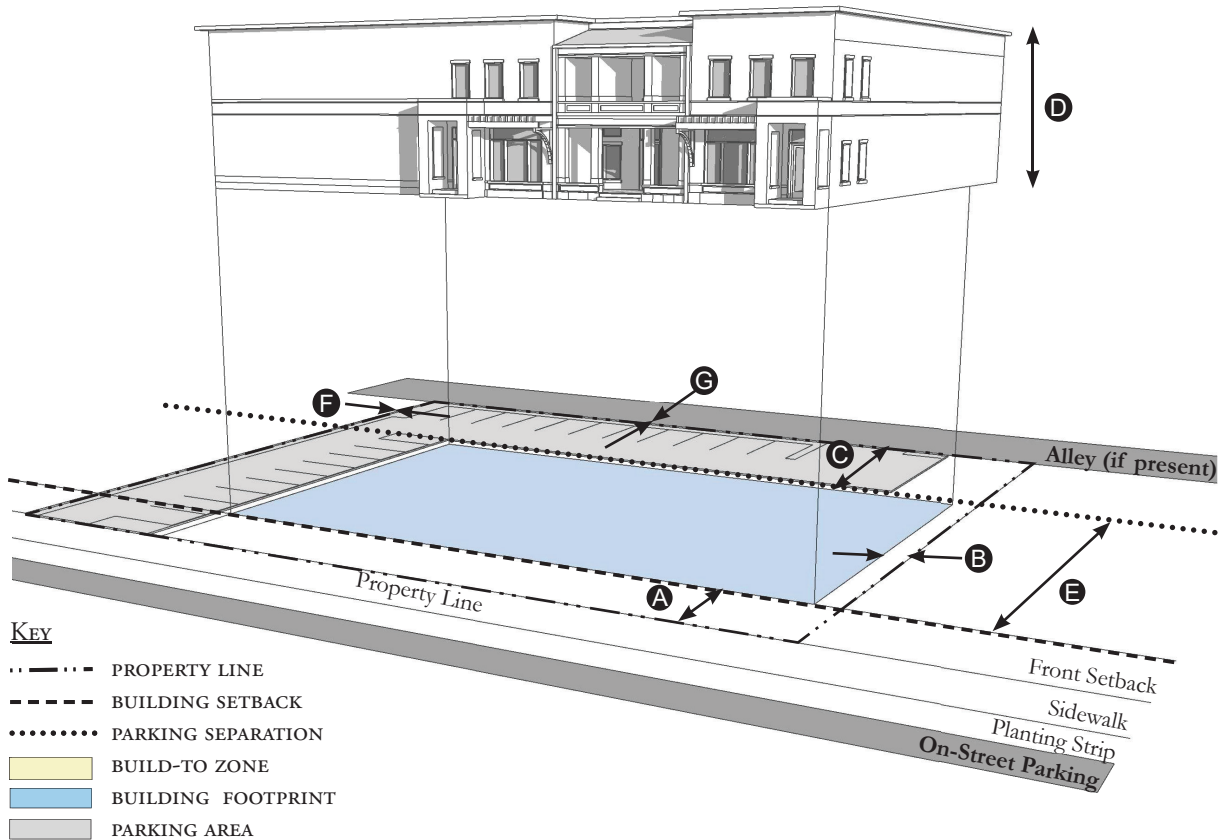 D
G
F
C
Alley (if present)
B
A
E
Property Line
Front Setback
Sidewalk
Planting Strip
On-Street Parking
KEY
PROPERTY LINE
BUILDING SETBACK
PARKING SEPARATION
BUILD-TO ZONE
BUILDING FOOTPRINT
PARKING AREA